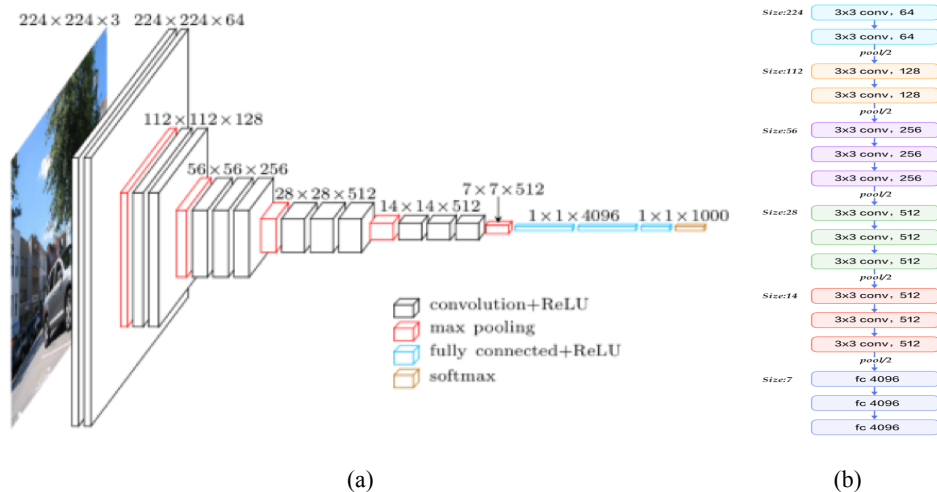 224×224×3
224×224×64
112×112×128
56×56×256
28×28×512
14×14×512
7×7×512
1×1×4096
1×1×1000
convolution+ReLU
max pooling
fully connected+ReLU
softmax
(a)
Size:224
3x3 conv, 64
3x3 conv, 64
pool/2
Size:112
3x3 conv, 128
3x3 conv, 128
pool/2
Size:56
3x3 conv, 256
3x3 conv, 256
3x3 conv, 256
pool/2
Size:28
3x3 conv, 512
3x3 conv, 512
3x3 conv, 512
pool/2
Size:14
3x3 conv, 512
3x3 conv, 512
3x3 conv, 512
pool/2
Size:7
fc 4096
fc 4096
fc 4096
(b)